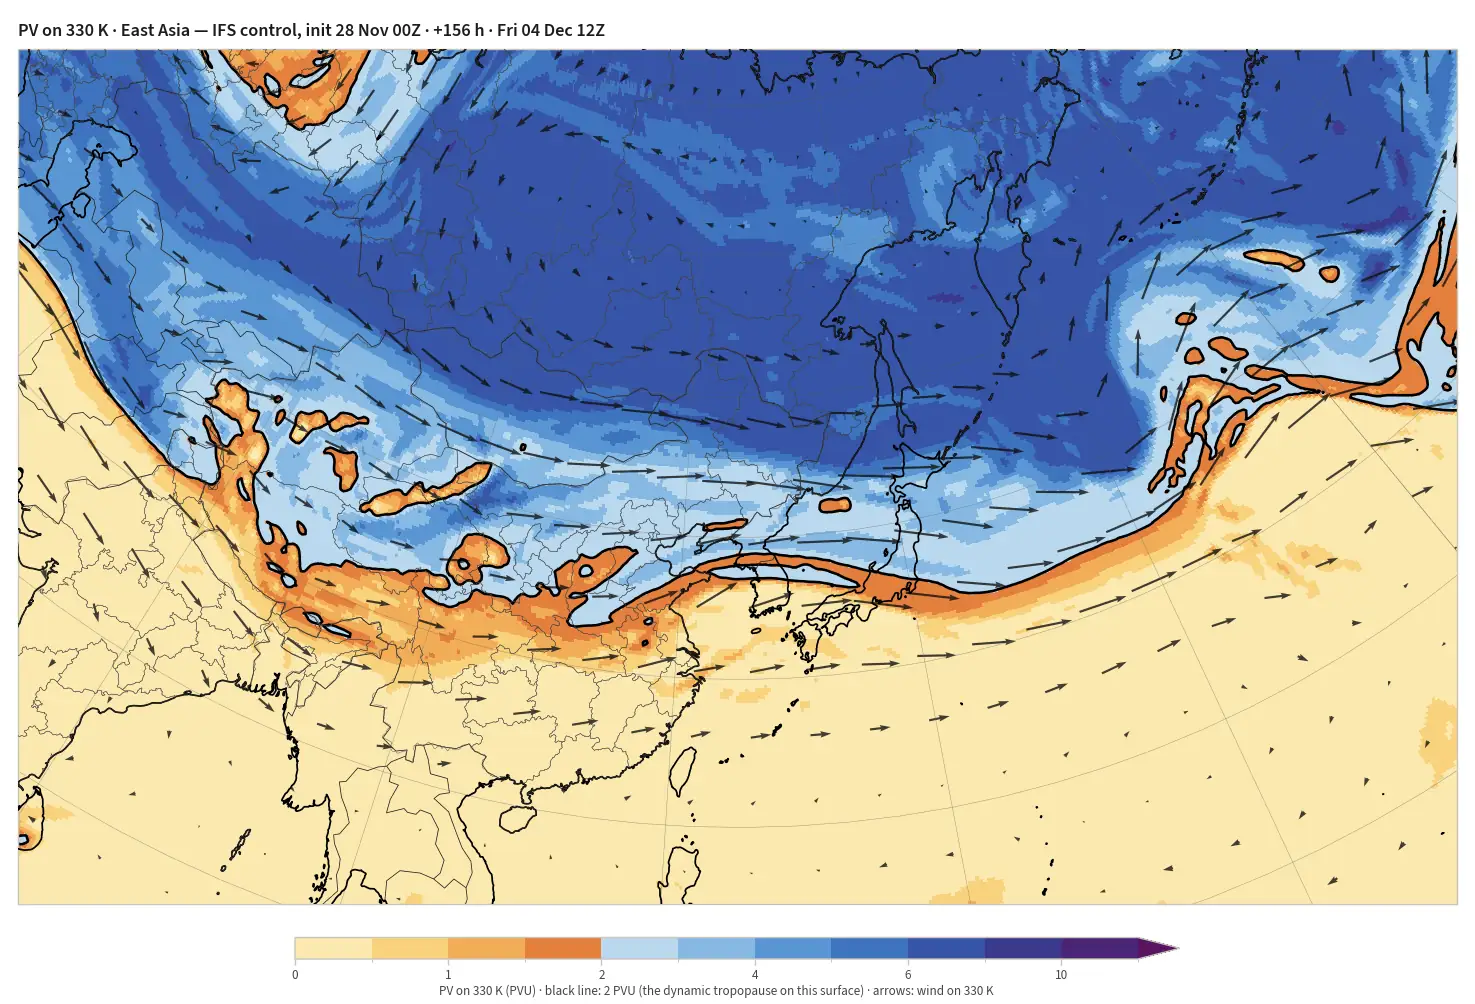 PV on 330 K · East Asia — IFS control, init 28 Nov 00Z · +156 h · Fri 04 Dec 12Z
0 1 2 4 6 10
PV on 330 K (PVU) · black line: 2 PVU (the dynamic tropopause on this surface) · arrows: wind on 330 K